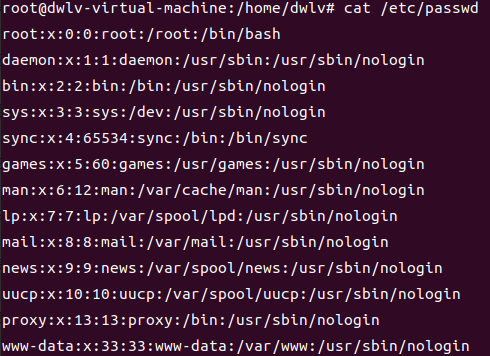 root@dwlv-virtual-machine:/home/dwlv# cat /etc/passwd
root:x:0:0:root:/root:/bin/bash
daemon:x:1:1:daemon:/usr/sbin:/usr/sbin/nologin
bin:x:2:2:bin:/bin:/usr/sbin/nologin
sys:x:3:3:sys:/dev:/usr/sbin/nologin
sync:x:4:65534:sync:/bin:/bin/sync
games:x:5:60:games:/usr/games:/usr/sbin/nologin
man:x:6:12:man:/var/cache/man:/usr/sbin/nologin
lp:x:7:7:lp:/var/spool/lpd:/usr/sbin/nologin
mail:x:8:8:mail:/var/mail:/usr/sbin/nologin
news:x:9:9:news:/var/spool/news:/usr/sbin/nologin
uucp:x:10:10:uucp:/var/spool/uucp:/usr/sbin/nologin
proxy:x:13:13:proxy:/bin:/usr/sbin/nologin
www-data:x:33:33:www-data:/var/www:/usr/sbin/nologin